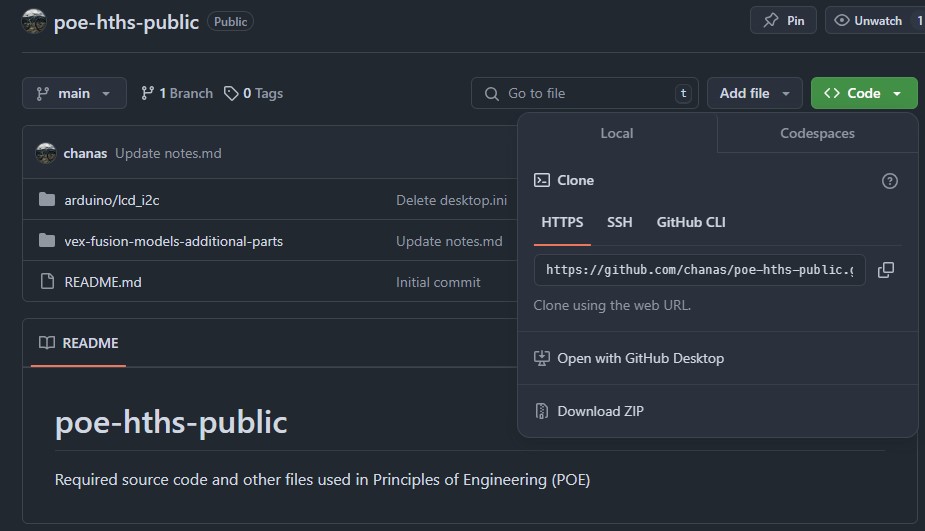 poe-hths-public Public Pin Unwatch 1
main 1 Branch 0 Tags Go to file t Add file Code
Local Codespaces
chanas Update notes.md
Clone
arduino/lcd_i2c Delete desktop.ini
HTTPS SSH GitHub CLI
vex-fusion-models-additional-parts Update notes.md
https://github.com/chanas/poe-hths-public.g
README.md Initial commit
Clone using the web URL.
README
Open with GitHub Desktop
Download ZIP
poe-hths-public
Required source code and other files used in Principles of Engineering (POE)